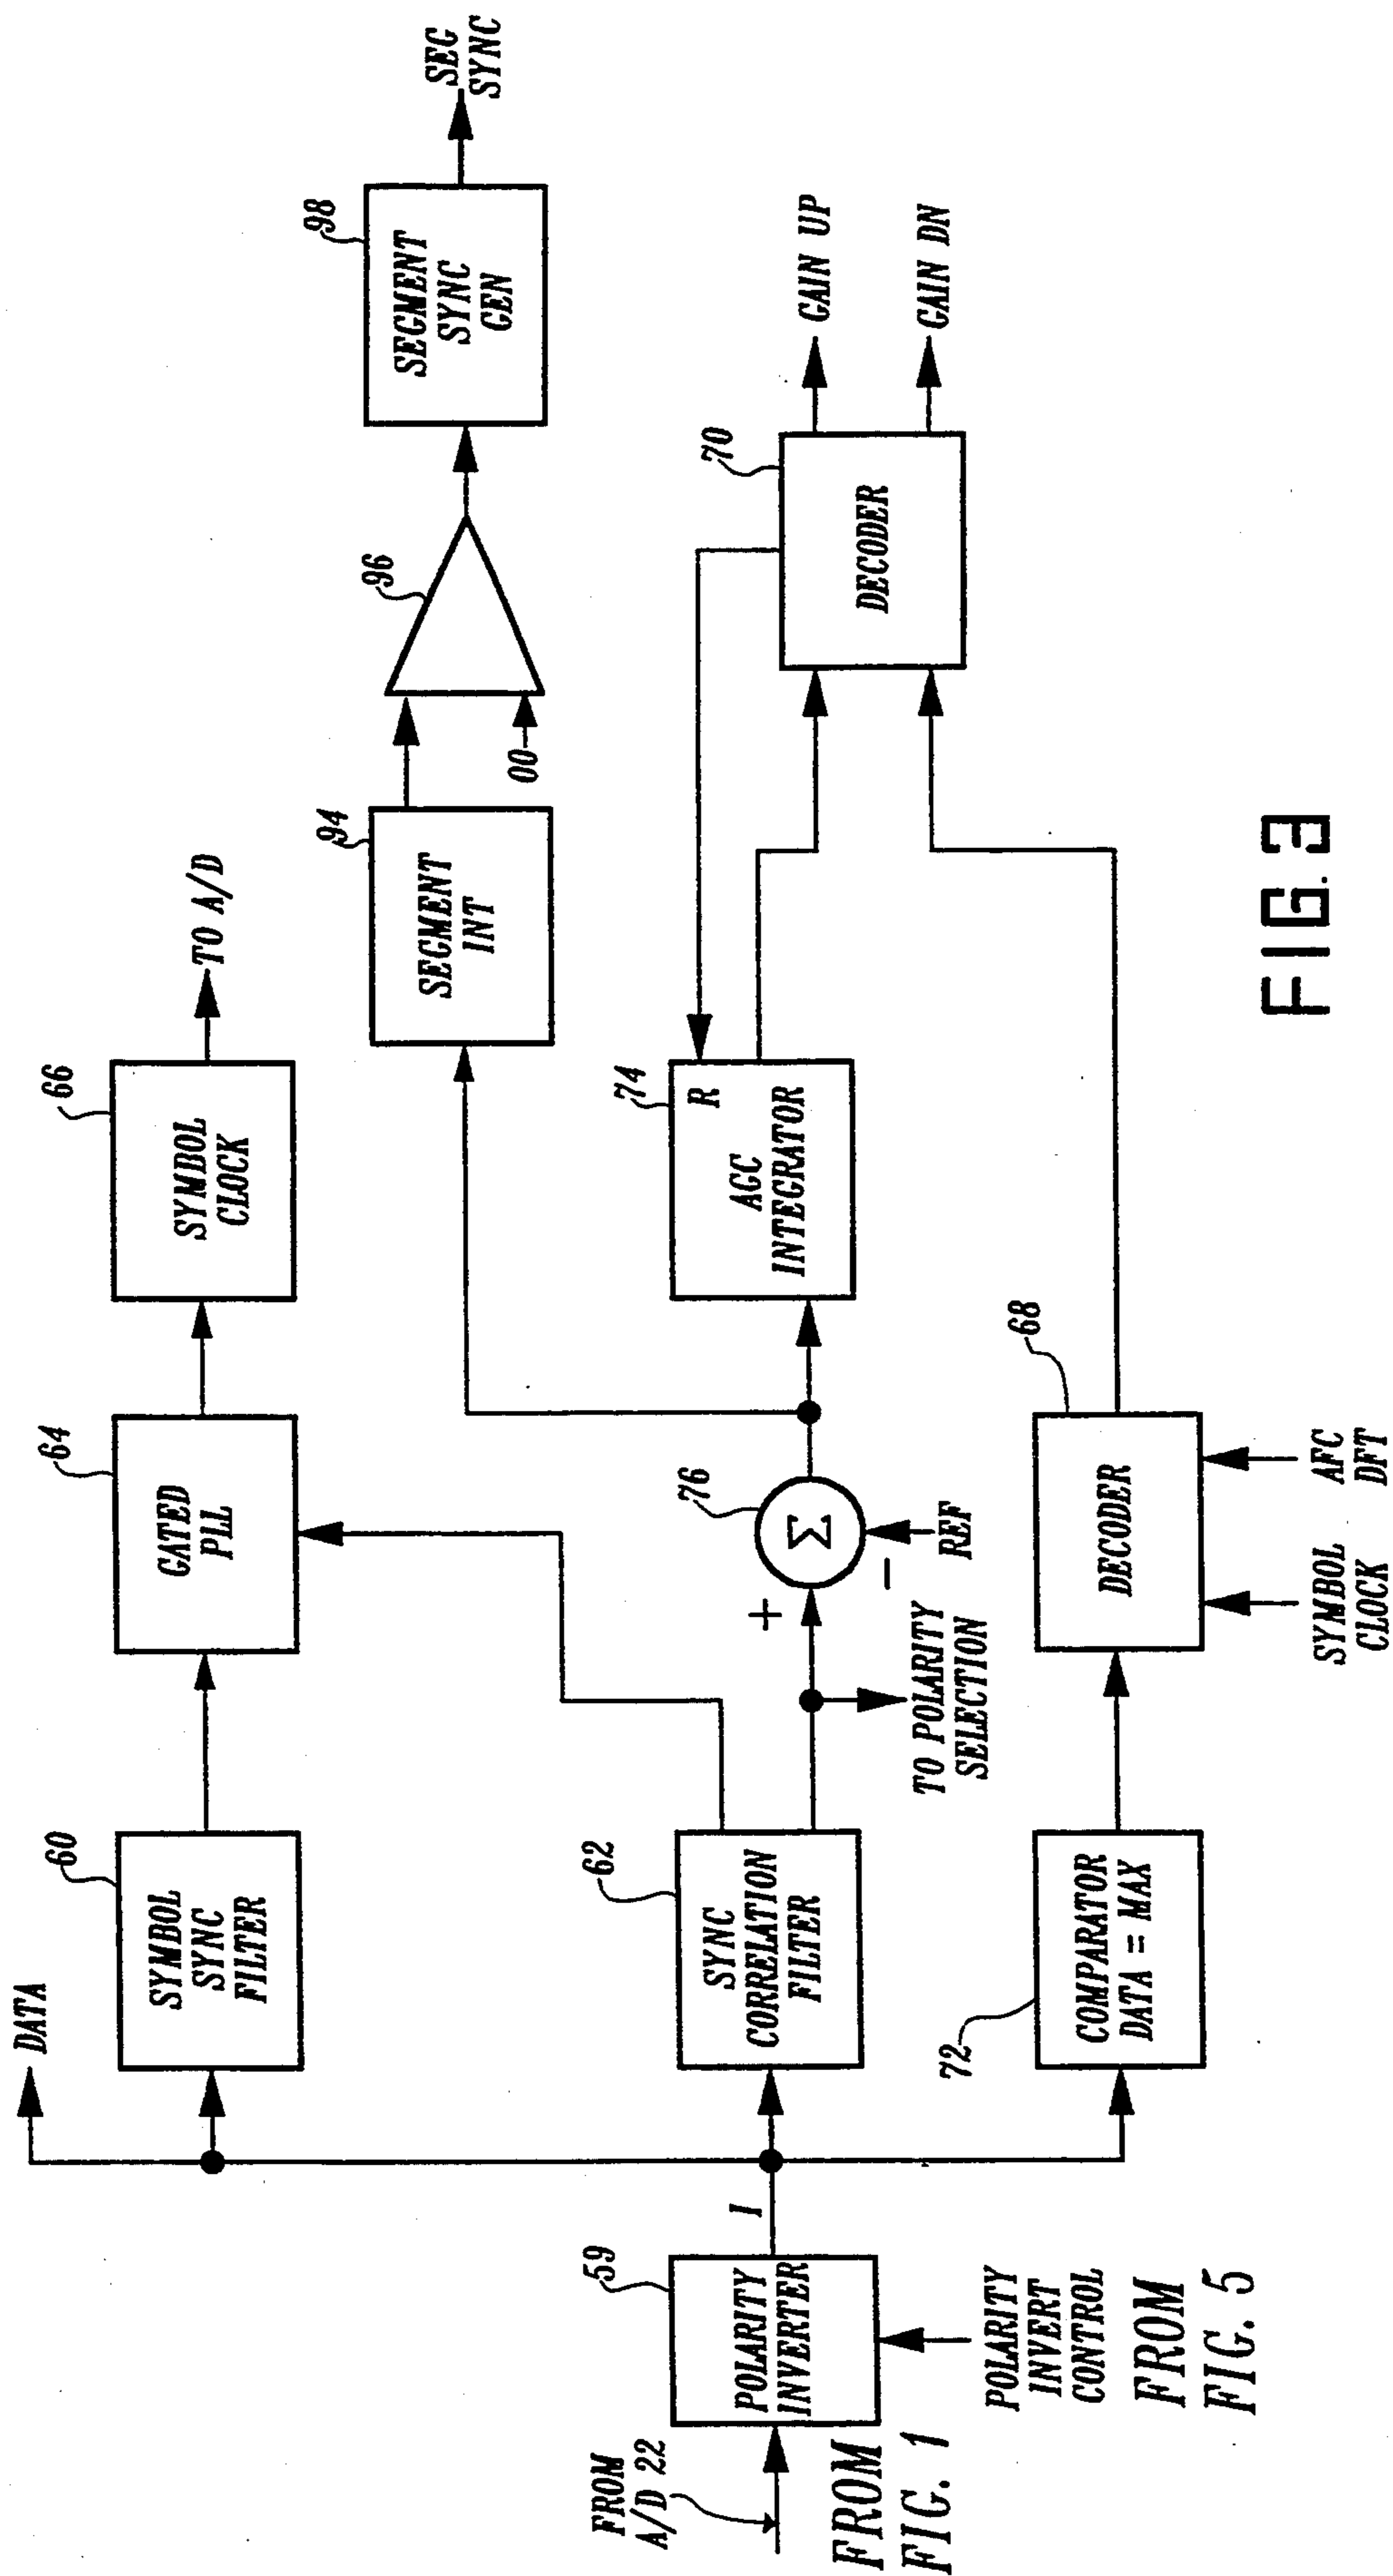 FROM
A/D 22
FROM
FIG. 1
59
POLARITY
INVERTER
I
POLARITY
INVERT
CONTROL
FROM
FIG. 5
DATA
60
SYMBOL
SYNC
FILTER
64
GATED
PLL
66
SYMBOL
CLOCK
TO A/D
62
SYNC
CORRELATION
FILTER
TO POLARITY
SELECTION
+
-
76
Σ
REF
94
SEGMENT
INT
00
96
98
SEGMENT
SYNC
GEN
SEG
SYNC
74
R
AGC
INTEGRATOR
70
DECODER
GAIN UP
GAIN DN
72
COMPARATOR
DATA = MAX
68
DECODER
SYMBOL
CLOCK
AFC
DFT
FIG. 3